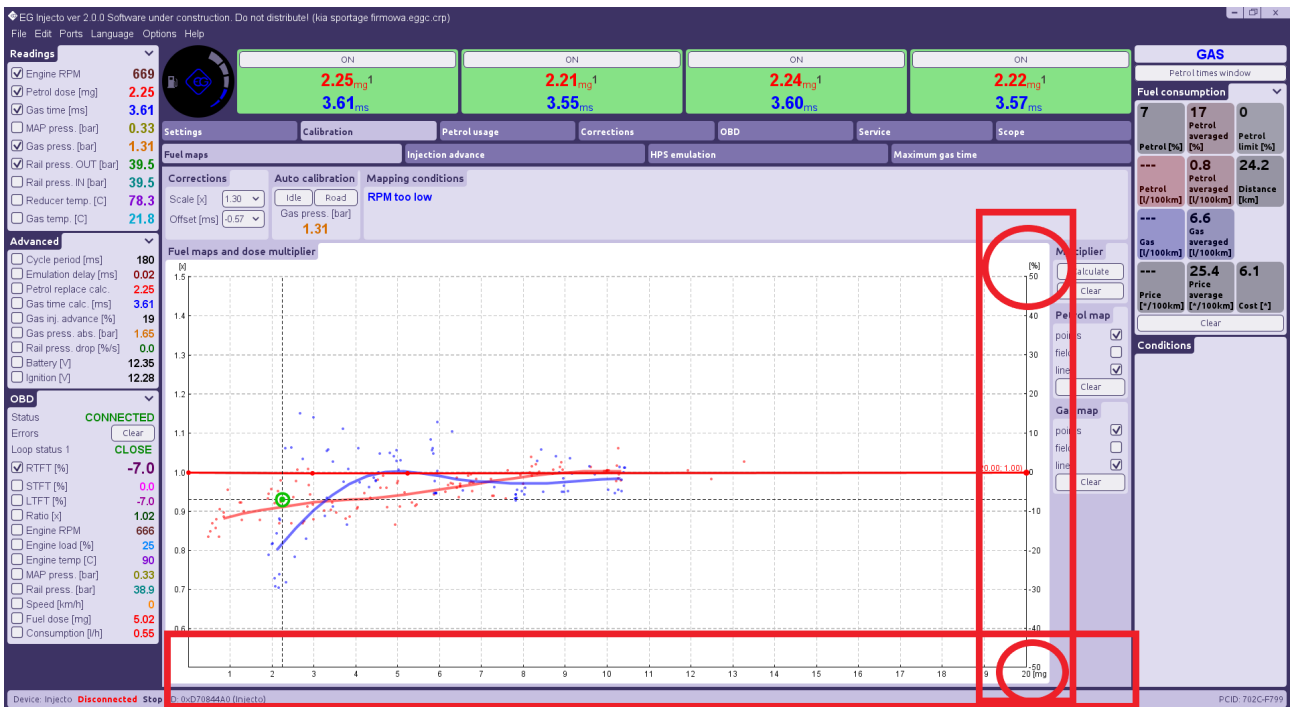 EG Injecto ver 2.0.0 Software under construction. Do not distribute! (kia sportage firmowa.eggc.crp)
File Edit Ports Language Options Help
Readings
Engine RPM 669
Petrol dose [mg] 2.25
Gas time [ms] 3.61
MAP press. [bar] 0.33
Gas press. [bar] 1.31
Rail press. OUT [bar] 39.5
Rail press. IN [bar] 39.5
Reducer temp. [C] 78.3
Gas temp. [C] 21.8
Advanced
Cycle period [ms] 180
Emulation delay [ms] 0.02
Petrol replace calc. 2.25
Gas time calc. [ms] 3.61
Gas inj. advance [%] 19
Gas press. abs. [bar] 1.65
Rail press. drop [%/s] 0.0
Battery [V] 12.35
Ignition [V] 12.28
OBD
Status CONNECTED
Errors Clear
Loop status 1 CLOSE
RTFT [%] -7.0
STFT [%] 0.0
LTFT [%] -7.0
Ratio [x] 1.02
Engine RPM 666
Engine load [%] 25
Engine temp [C] 90
MAP press. [bar] 0.33
Rail press. [bar] 38.9
Speed [km/h] 0
Fuel dose [mg] 5.02
Consumption [l/h] 0.55
EG
ON ON ON ON
2.25mg1 2.21mg1 2.24mg1 2.22mg1
3.61ms 3.55ms 3.60ms 3.57ms
Settings Calibration Petrol usage Corrections OBD Service Scope
Fuel maps Injection advance HPS emulation Maximum gas time
Corrections
Scale [x] 1.30
Offset [ms] -0.57
Auto calibration
Idle Road
Gas press. [bar]
1.31
Mapping conditions
RPM too low
Fuel maps and dose multiplier
[x] [%]
1.5 50
1.4 40
1.3 30
1.2 20
1.1 10
1.0 0.00; 1.00) 0
0.9 -10
0.8 -20
0.7 -30
0.6 -40
-50
1 2 3 4 5 6 7 8 9 10 11 12 13 14 15 16 17 18 9 20 [mg
Clear
Petrol map
points
line
Clear
map
line
Clear
GAS
Petrol times window
Fuel consumption
7 17 0
Petrol [%] Petrol averaged [%] Petrol limit [%]
--- 0.8 24.2
Petrol [l/100km] Petrol averaged [l/100km] Distance [km]
--- 6.6
Gas [l/100km] Gas averaged [l/100km]
--- 25.4 6.1
Price [*/100km] Price average [*/100km] Cost [*]
Clear
Conditions
Device: Injecto Disconnected Stop D: 0xD70844A0 (Injecto) PCID: 702C-F799